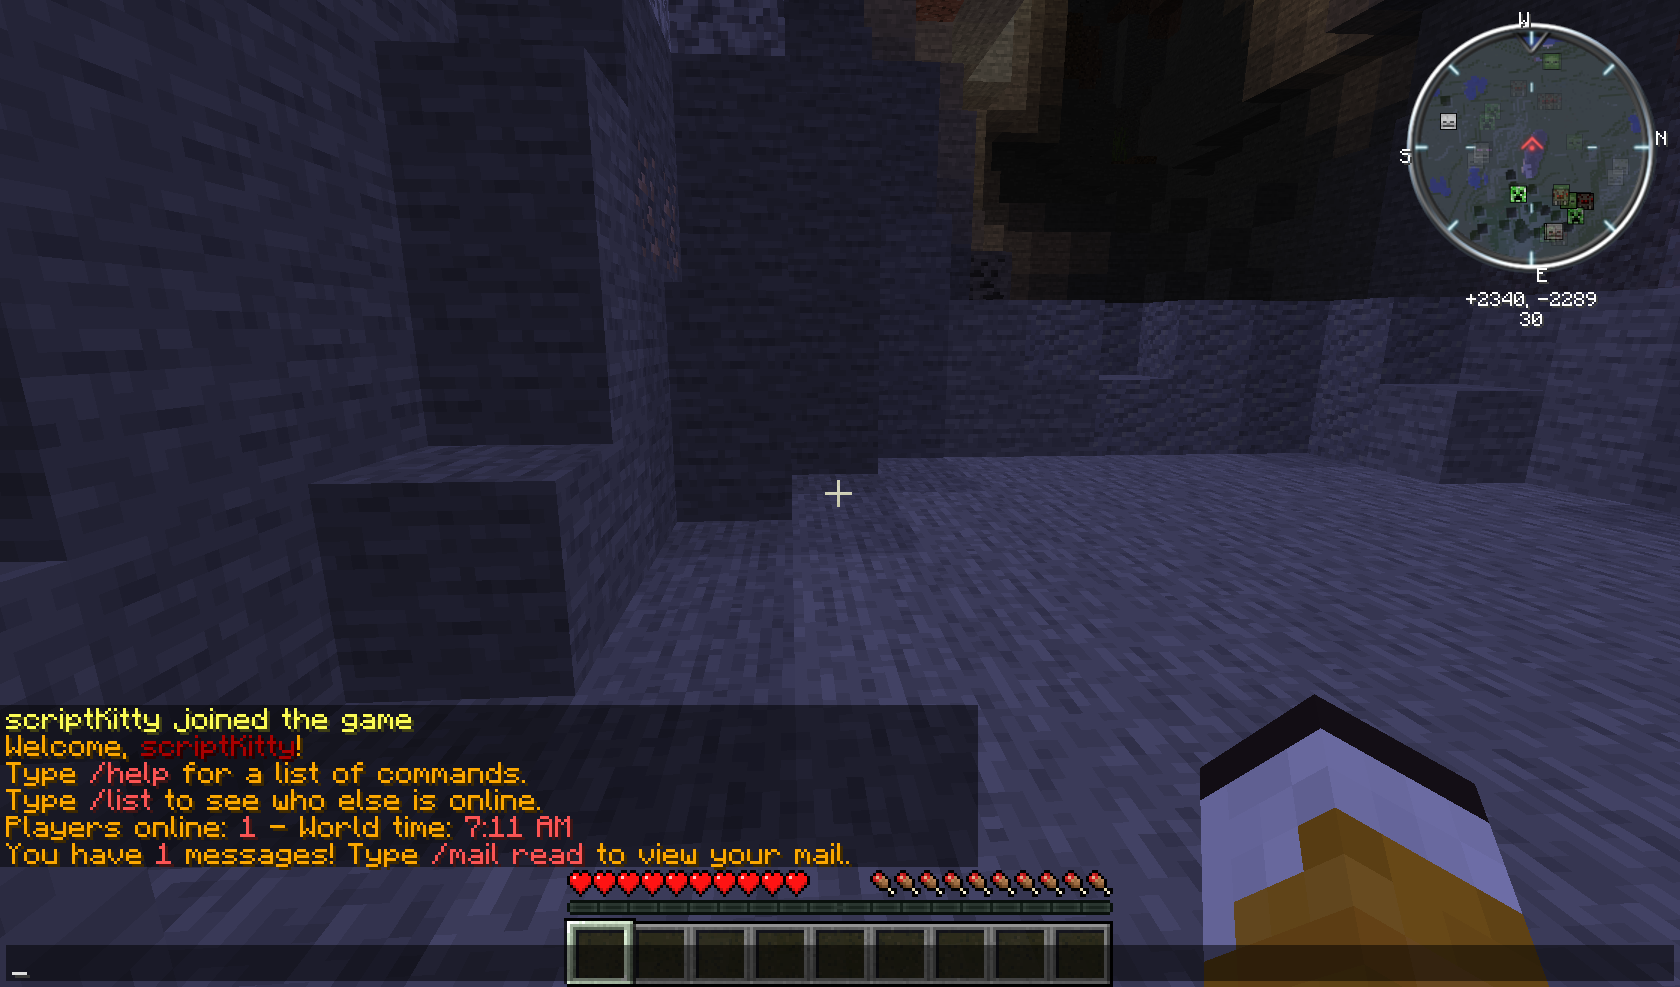 W
N
S
E
+2340, -2289
30
scriptKitty joined the game
Welcome, scriptKitty!
Type /help for a list of commands.
Type /list to see who else is online.
Players online: 1 - World time: 7:11 AM
You have 1 messages! Type /mail read to view your mail.
_